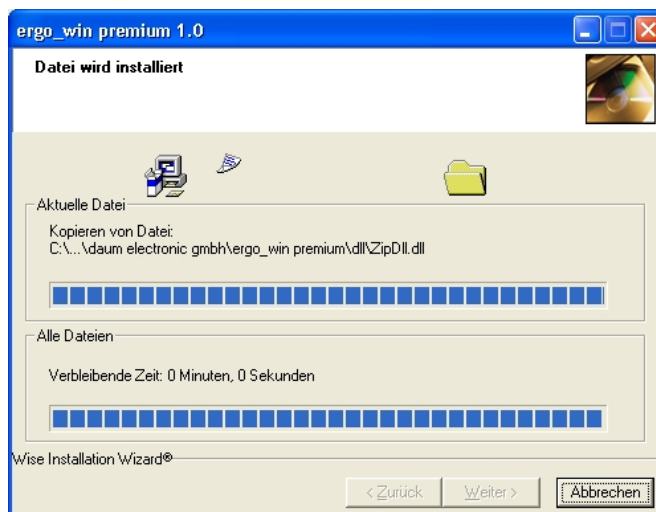 ergo_win premium 1.0
Datei wird installiert
Aktuelle Datei
Kopieren von Datei:
C:\...\daum electronic gmbh\ergo_win premium\dll\ZipDll.dll
Alle Dateien
Verbleibende Zeit: 0 Minuten, 0 Sekunden
Wise Installation Wizard®
< Zurück
Weiter >
Abbrechen